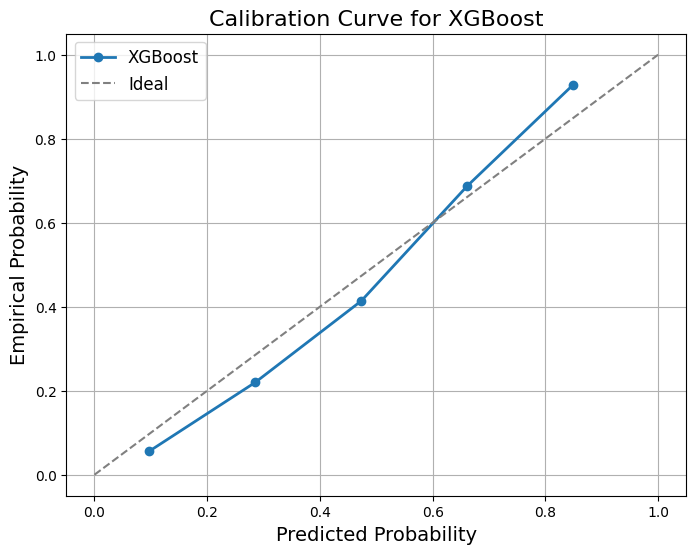 Calibration Curve for XGBoost
XGBoost
Ideal
Empirical Probability
1.0
0.8
0.6
0.4
0.2
0.0
0.0 0.2 0.4 0.6 0.8 1.0
Predicted Probability